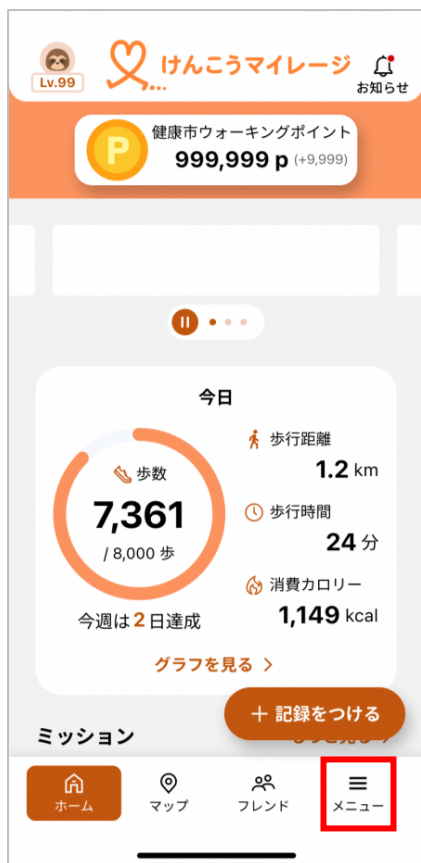 Lv.99
けんこうマイレージ
お知らせ
P
健康市ウォーキングポイント
999,999 p (+9,999)
今日
歩数
7,361
/ 8,000 歩
今週は2日達成
歩行距離
1.2 km
歩行時間
24 分
消費カロリー
1,149 kcal
グラフを見る
+ 記録をつける
ミッション
ホーム
マップ
フレンド
メニュー